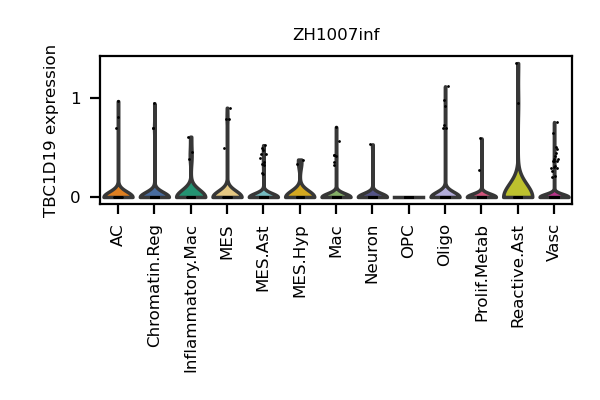 ZH1007inf
TBC1D19 expression
1
0
AC
Chromatin.Reg
Inflammatory.Mac
MES
MES.Ast
MES.Hyp
Mac
Neuron
OPC
Oligo
Prolif.Metab
Reactive.Ast
Vasc